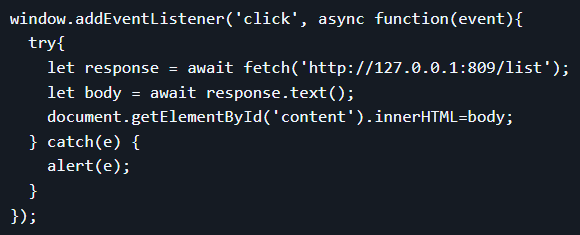 window.addEventListener('click', async function(event){
  try{
    let response = await fetch('http://127.0.0.1:809/list');
    let body = await response.text();
    document.getElementById('content').innerHTML=body;
  } catch(e) {
    alert(e);
  }
});